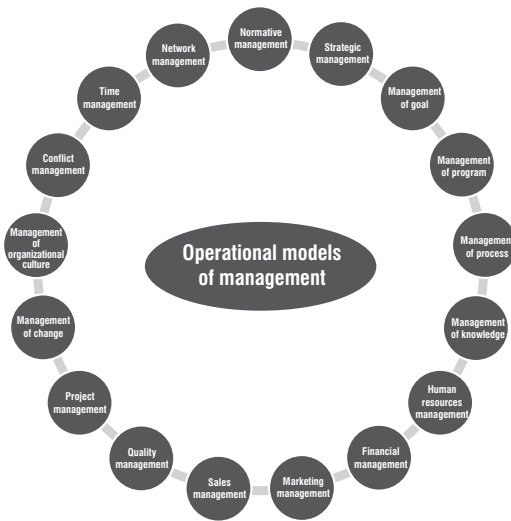 Normative
management
Strategic
management
Management
of goal
Management
of program
Management
of process
Management
of knowledge
Human
resources
management
Financial
management
Marketing
management
Sales
management
Quality
management
Project
management
Management
of change
Management
of
organizational
culture
Conflict
management
Time
management
Network
management
Operational models
of management